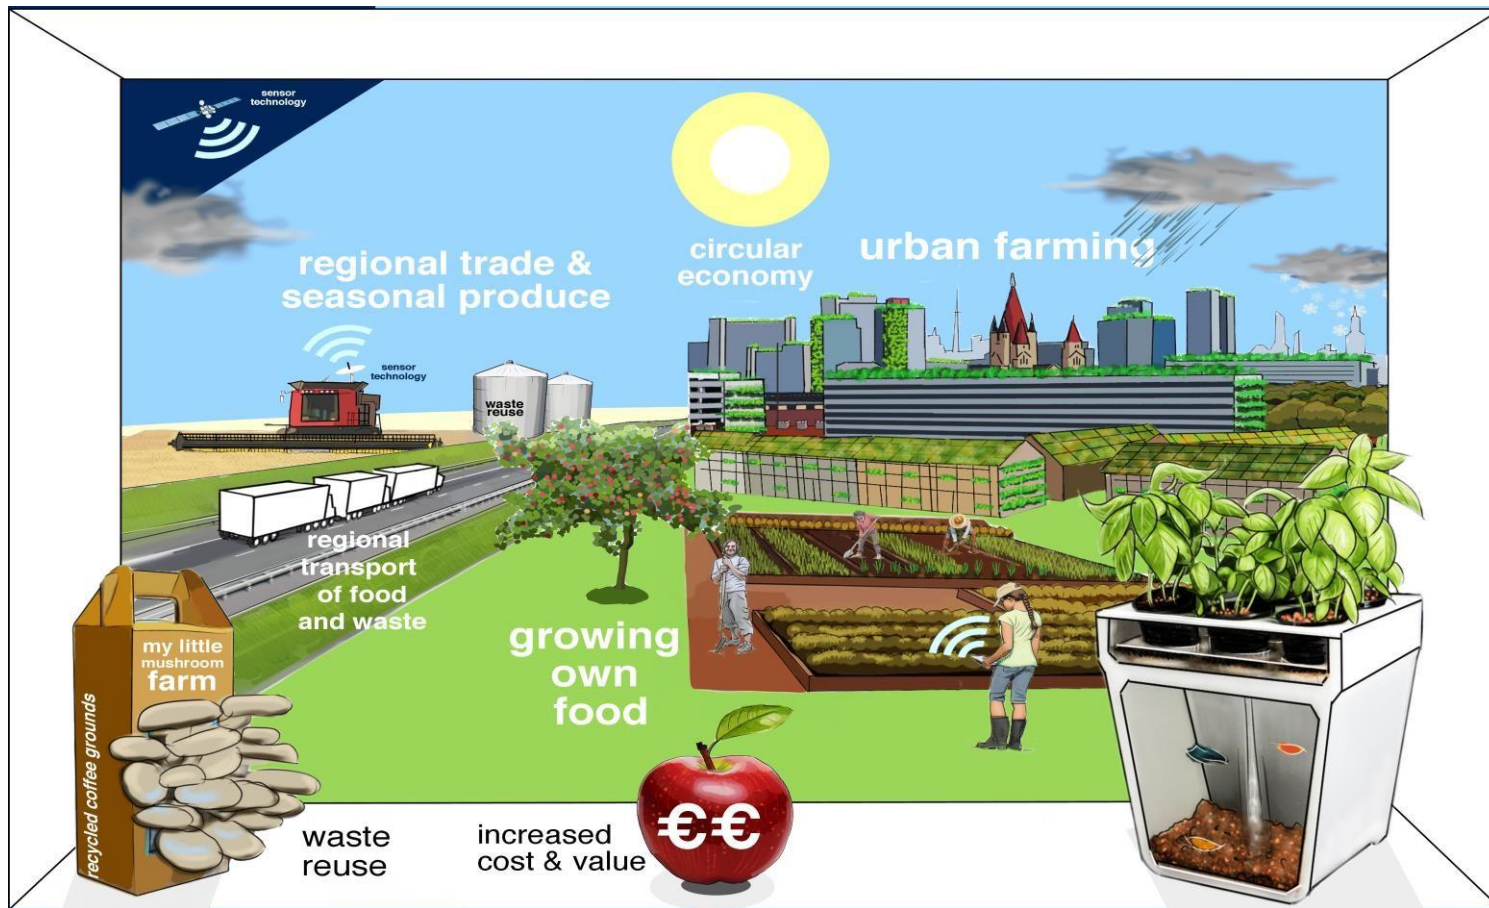 sensor
technology
regional trade &
seasonal produce
circular
economy
urban farming
sensor
technology
waste
reuse
regional
transport
of food
and waste
growing
own
food
my little
mushroom
farm
recycled coffee grounds
waste
reuse
increased
cost & value
€€